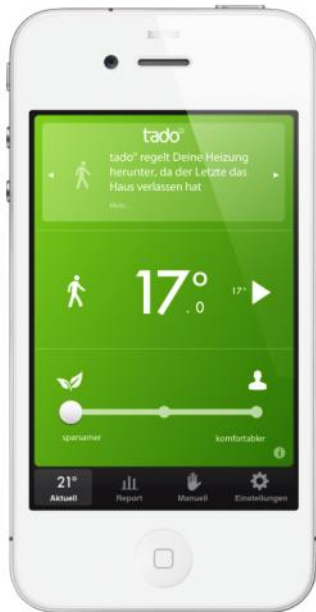 tado°
tado° regelt Deine Heizung
herunter, da der Letzte das
Haus verlassen hat
Mehr...
17°
.0
17°
sparsamer
komfortabler
21°
Aktuell
Report
Manuell
Einstellungen